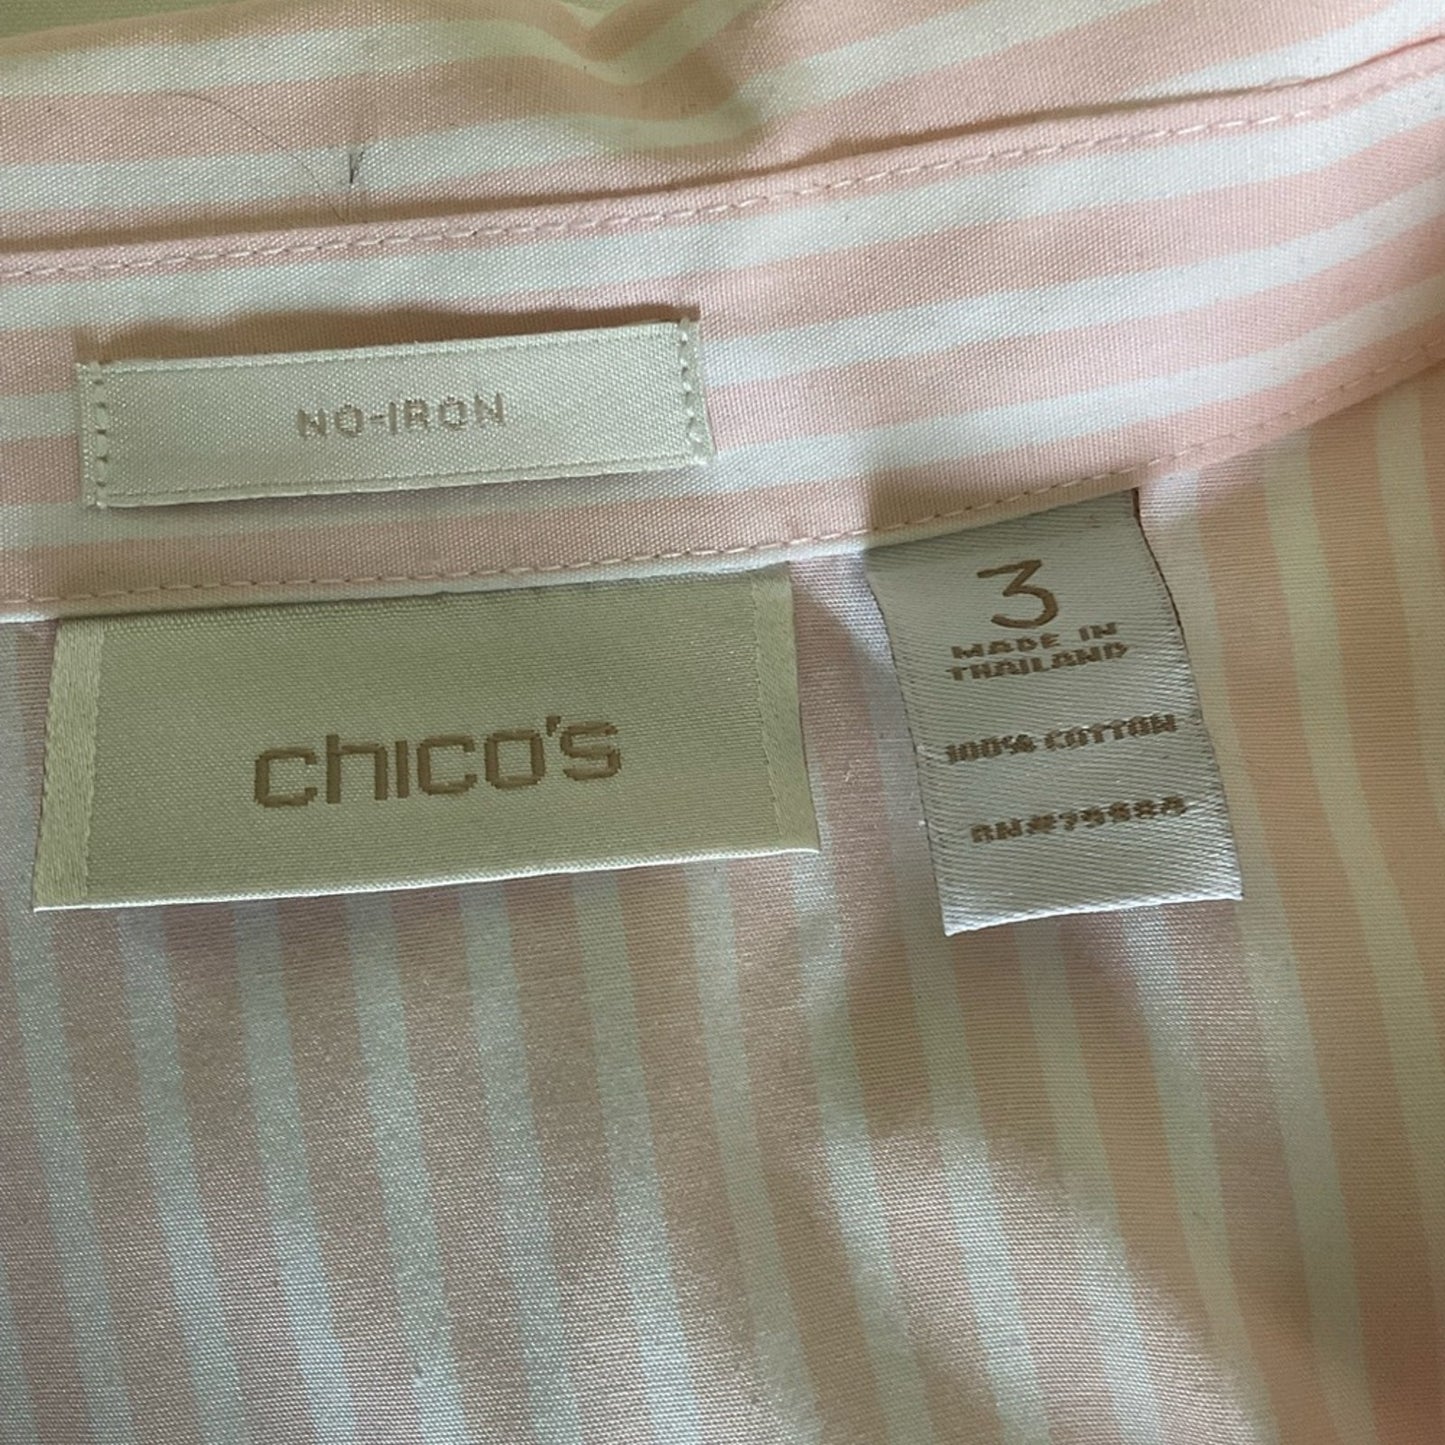 NO-IRON
chico's
3
MADE IN
THAILAND
100% COTTON